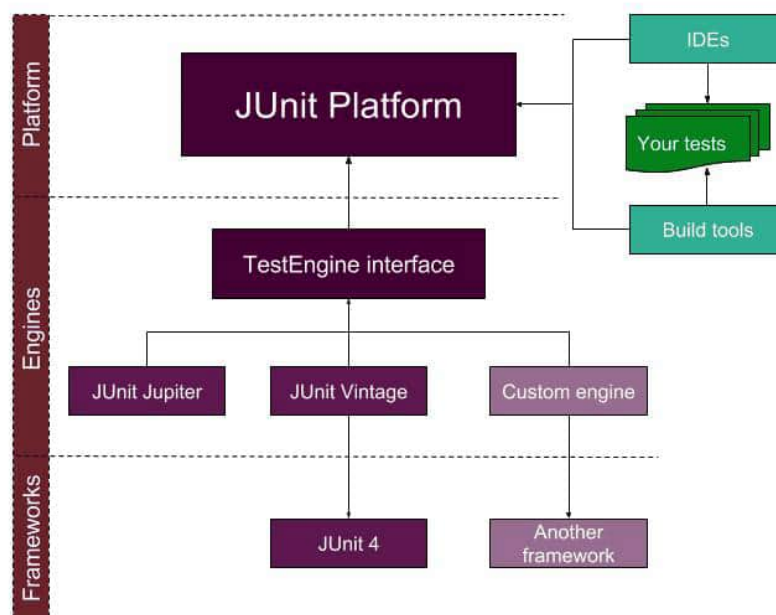 Platform
JUnit Platform
IDEs
Your tests
Build tools
Engines
TestEngine interface
JUnit Jupiter
JUnit Vintage
Custom engine
Frameworks
JUnit 4
Another
framework